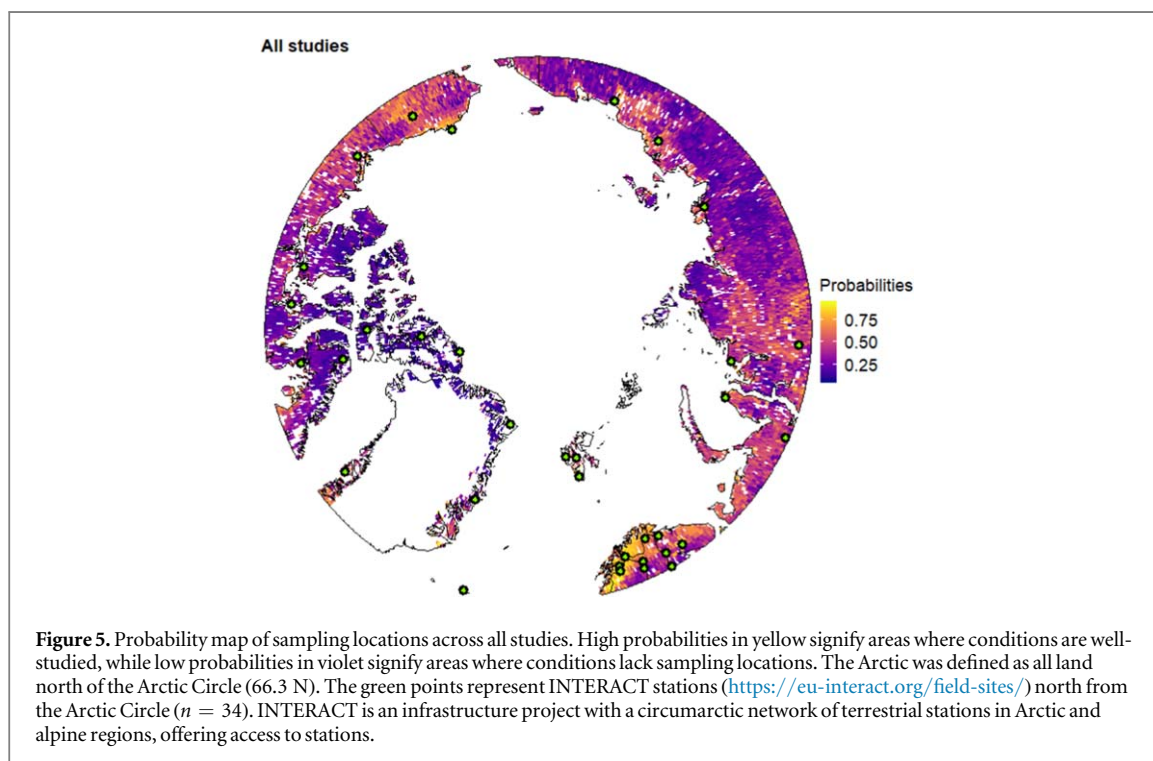 All studies
Probabilities
0.75
0.50
0.25
Figure 5. Probability map of sampling locations across all studies. High probabilities in yellow signify areas where conditions are well-
studied, while low probabilities in violet signify areas where conditions lack sampling locations. The Arctic was defined as all land
north of the Arctic Circle (66.3 N). The green points represent INTERACT stations (https://eu-interact.org/field-sites/) north from
the Arctic Circle (n = 34). INTERACT is an infrastructure project with a circumarctic network of terrestrial stations in Arctic and
alpine regions, offering access to stations.